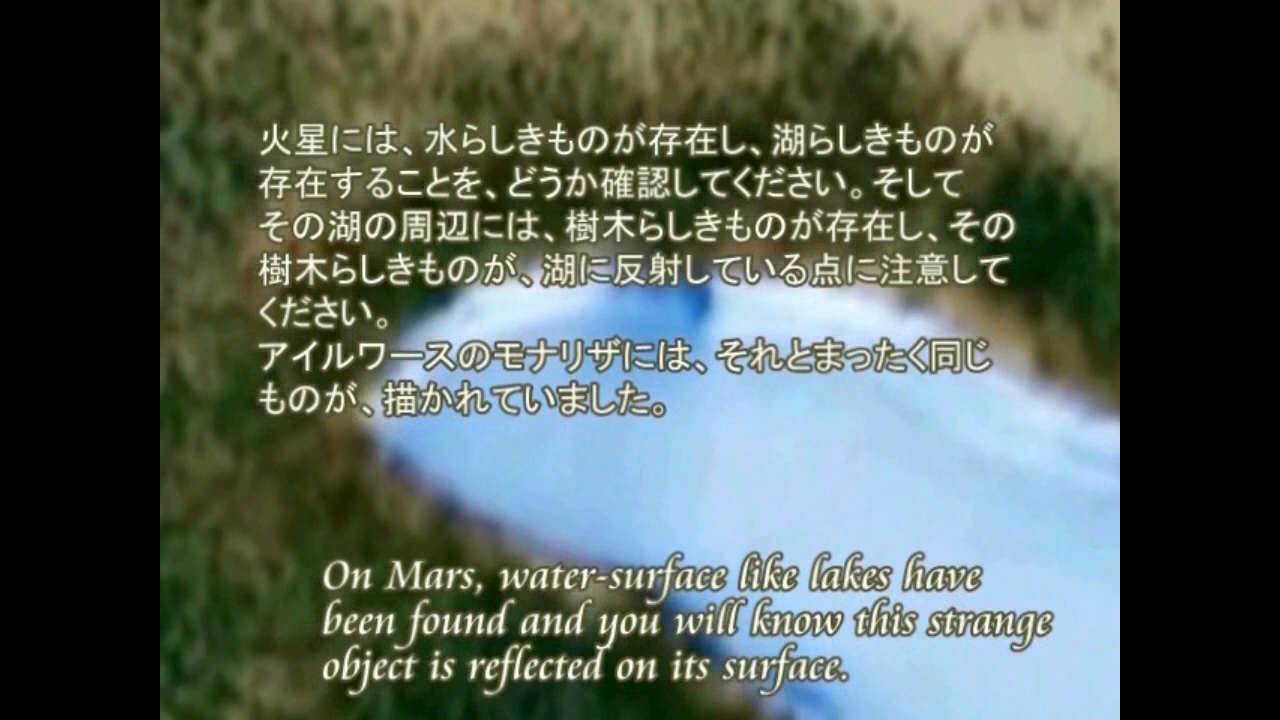 火星には、水らしきものが存在し、湖らしきものが
存在することを、どうか確認してください。そして
その湖の周辺には、樹木らしきものが存在し、その
樹木らしきものが、湖に反射している点に注意して
ください。
アイルワースのモナリザには、それとまったく同じ
ものが、描かれていました。
On Mars, water-surface like lakes have
been found and you will know this strange
object is reflected on its surface.